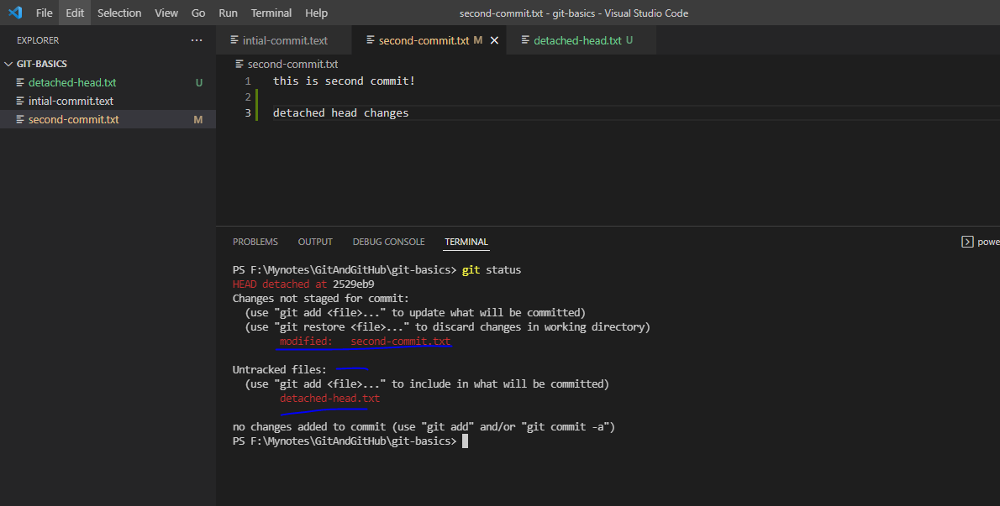 File Edit Selection View Go Run Terminal Help second-commit.txt - git-basics - Visual Studio Code
EXPLORER ...
GIT-BASICS
detached-head.txt U
intial-commit.text
second-commit.txt M
intial-commit.text second-commit.txt M × detached-head.txt U
second-commit.txt
1 this is second commit!
2
3 detached head changes
PROBLEMS OUTPUT DEBUG CONSOLE TERMINAL powe
PS F:\Mynotes\GitAndGitHub\git-basics> git status
HEAD detached at 2529eb9
Changes not staged for commit:
(use "git add <file>..." to update what will be committed)
(use "git restore <file>..." to discard changes in working directory)
modified: second-commit.txt
Untracked files:
(use "git add <file>..." to include in what will be committed)
detached-head.txt
no changes added to commit (use "git add" and/or "git commit -a")
PS F:\Mynotes\GitAndGitHub\git-basics>